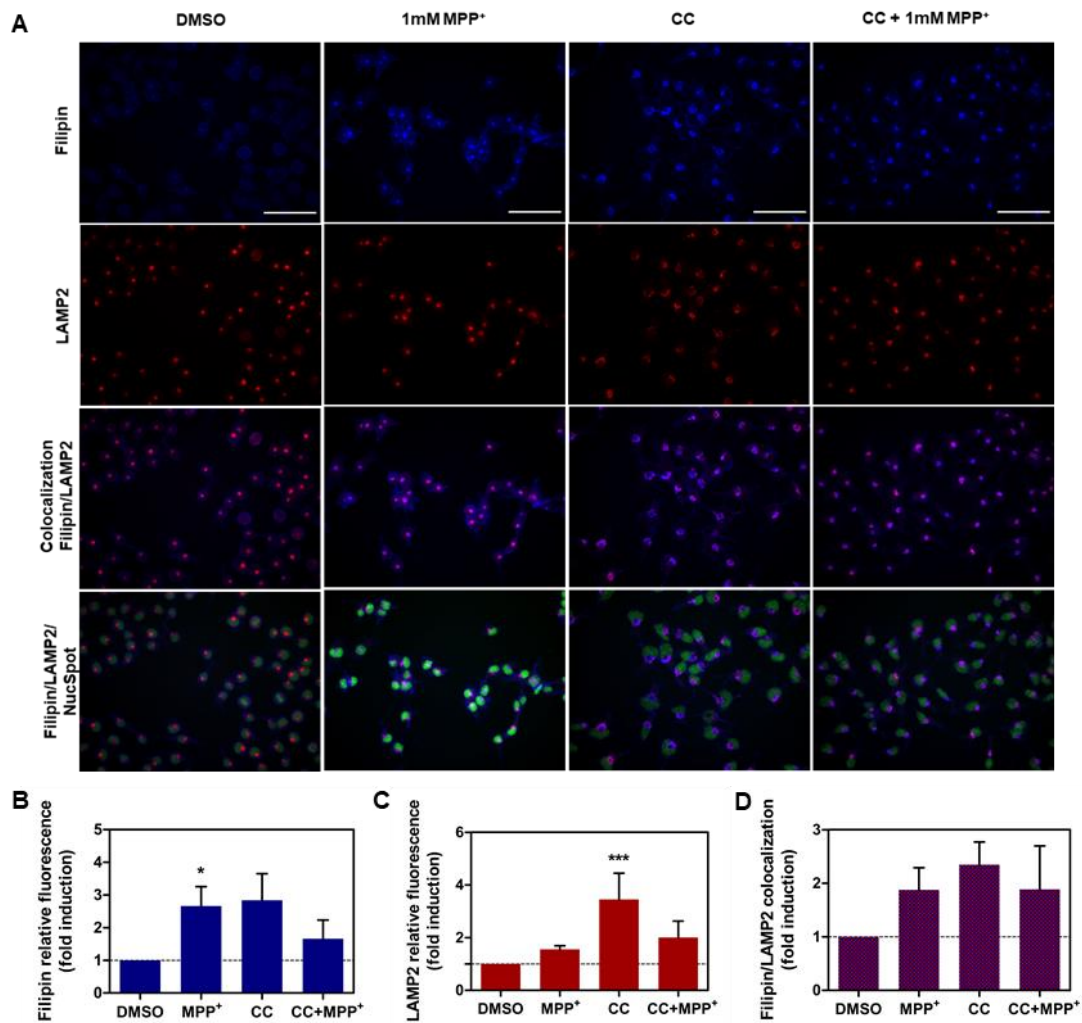 A
DMSO
1mM MPP⁺
CC
CC + 1mM MPP⁺
Filipin
LAMP2
Colocalization
Filipin/LAMP2
Filipin/LAMP2/
NucSpot
B
Filipin relative fluorescence
(fold induction)
5
4
3
2
1
0
*
DMSO
MPP⁺
CC
CC+MPP⁺
C
LAMP2 relative fluorescence
(fold induction)
6
4
2
0
***
DMSO
MPP⁺
CC
CC+MPP⁺
D
Filipin/LAMP2 colocalization
(fold induction)
3
2
1
0
DMSO
MPP⁺
CC
CC+MPP⁺